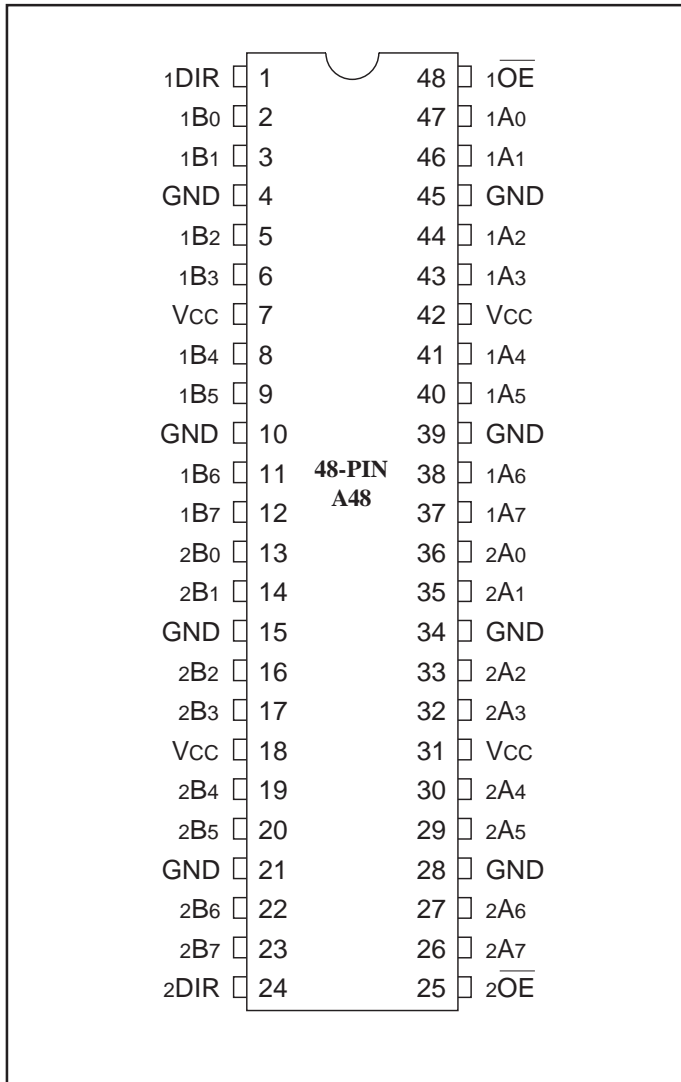 1DIR 1 48 1O̅E̅
1B0 2 47 1A0
1B1 3 46 1A1
GND 4 45 GND
1B2 5 44 1A2
1B3 6 43 1A3
VCC 7 42 VCC
1B4 8 41 1A4
1B5 9 40 1A5
GND 10 39 GND
1B6 11 48-PIN 38 1A6
A48
1B7 12 37 1A7
2B0 13 36 2A0
2B1 14 35 2A1
GND 15 34 GND
2B2 16 33 2A2
2B3 17 32 2A3
VCC 18 31 VCC
2B4 19 30 2A4
2B5 20 29 2A5
GND 21 28 GND
2B6 22 27 2A6
2B7 23 26 2A7
2DIR 24 25 2O̅E̅